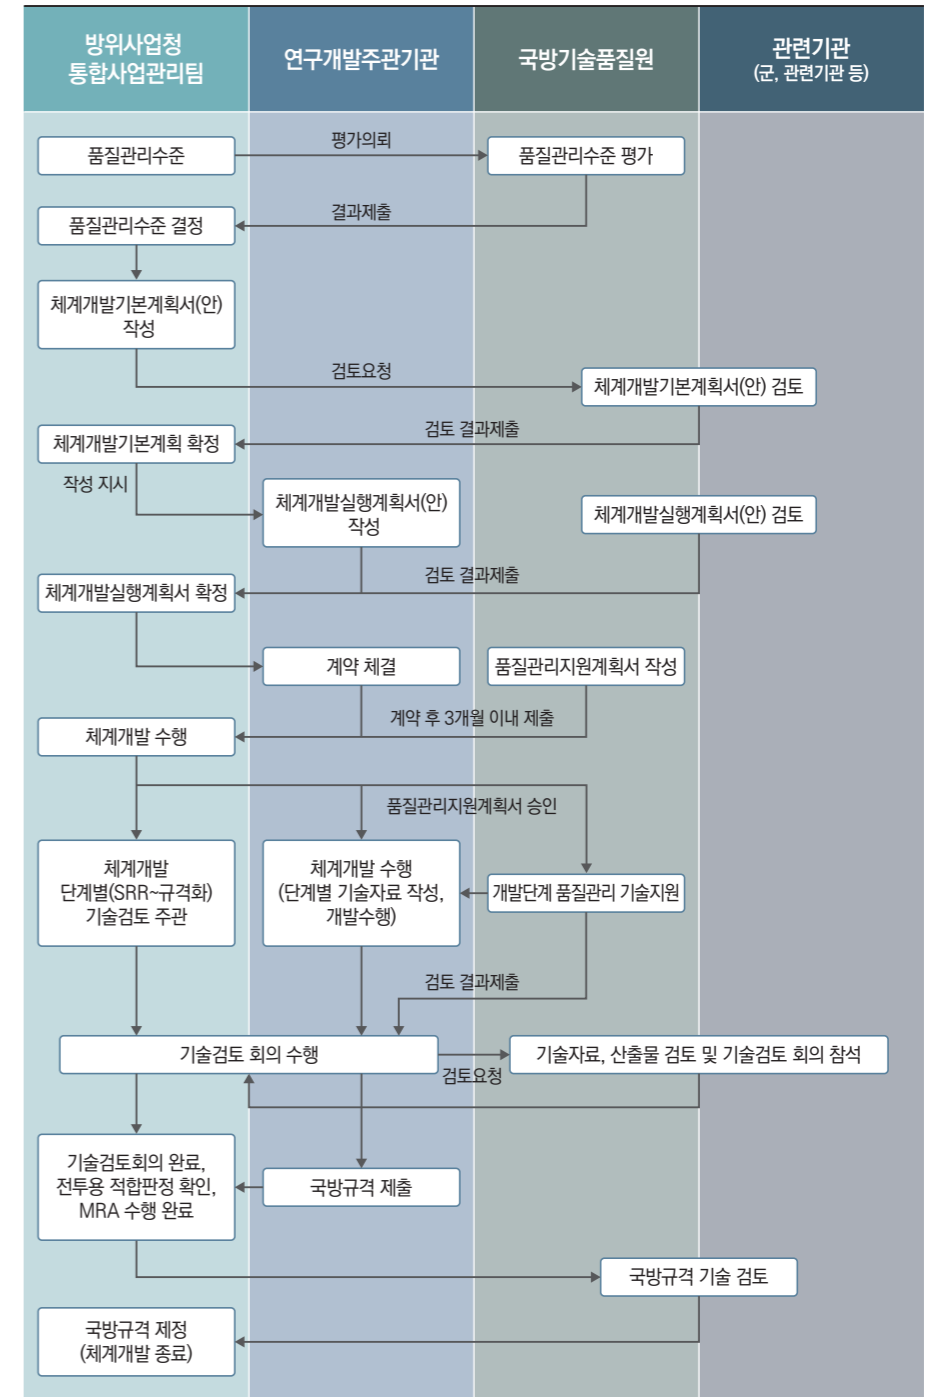 방위사업청
통합사업관리팀
연구개발주관기관
국방기술품질원
관련기관
(군, 관련기관 등)
품질관리수준
평가의뢰
품질관리수준 평가
결과제출
품질관리수준 결정
체계개발기본계획서(안)
작성
검토요청
체계개발기본계획서(안) 검토
검토 결과제출
체계개발기본계획 확정
작성 지시
체계개발실행계획서(안)
작성
체계개발실행계획서(안) 검토
검토 결과제출
체계개발실행계획서 확정
계약 체결
품질관리지원계획서 작성
계약 후 3개월 이내 제출
체계개발 수행
품질관리지원계획서 승인
체계개발
단계별(SRR~규격화)
기술검토 주관
체계개발 수행
(단계별 기술자료 작성,
개발수행)
개발단계 품질관리 기술지원
검토 결과제출
기술검토 회의 수행
검토요청
기술자료, 산출물 검토 및 기술검토 회의 참석
기술검토회의 완료,
전투용 적합판정 확인,
MRA 수행 완료
국방규격 제출
국방규격 기술 검토
국방규격 제정
(체계개발 종료)